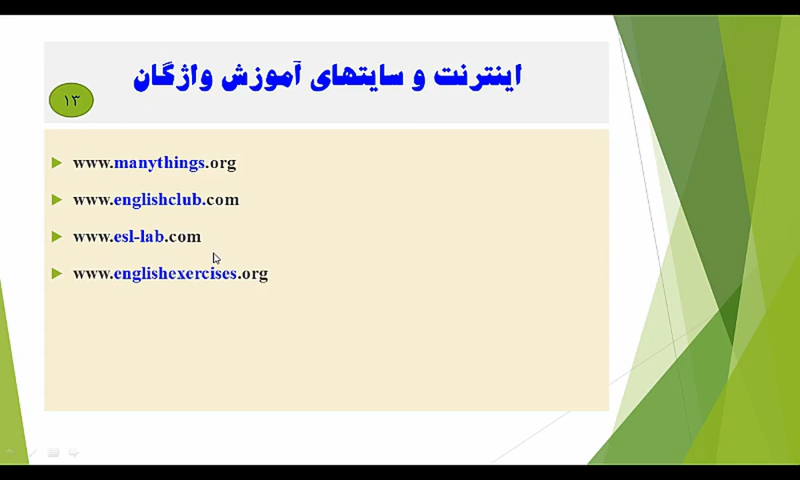 اینترنت و سایتهای آموزش واژگان
۱۳
www.manythings.org
www.englishclub.com
www.esl-lab.com
www.englishexercises.org